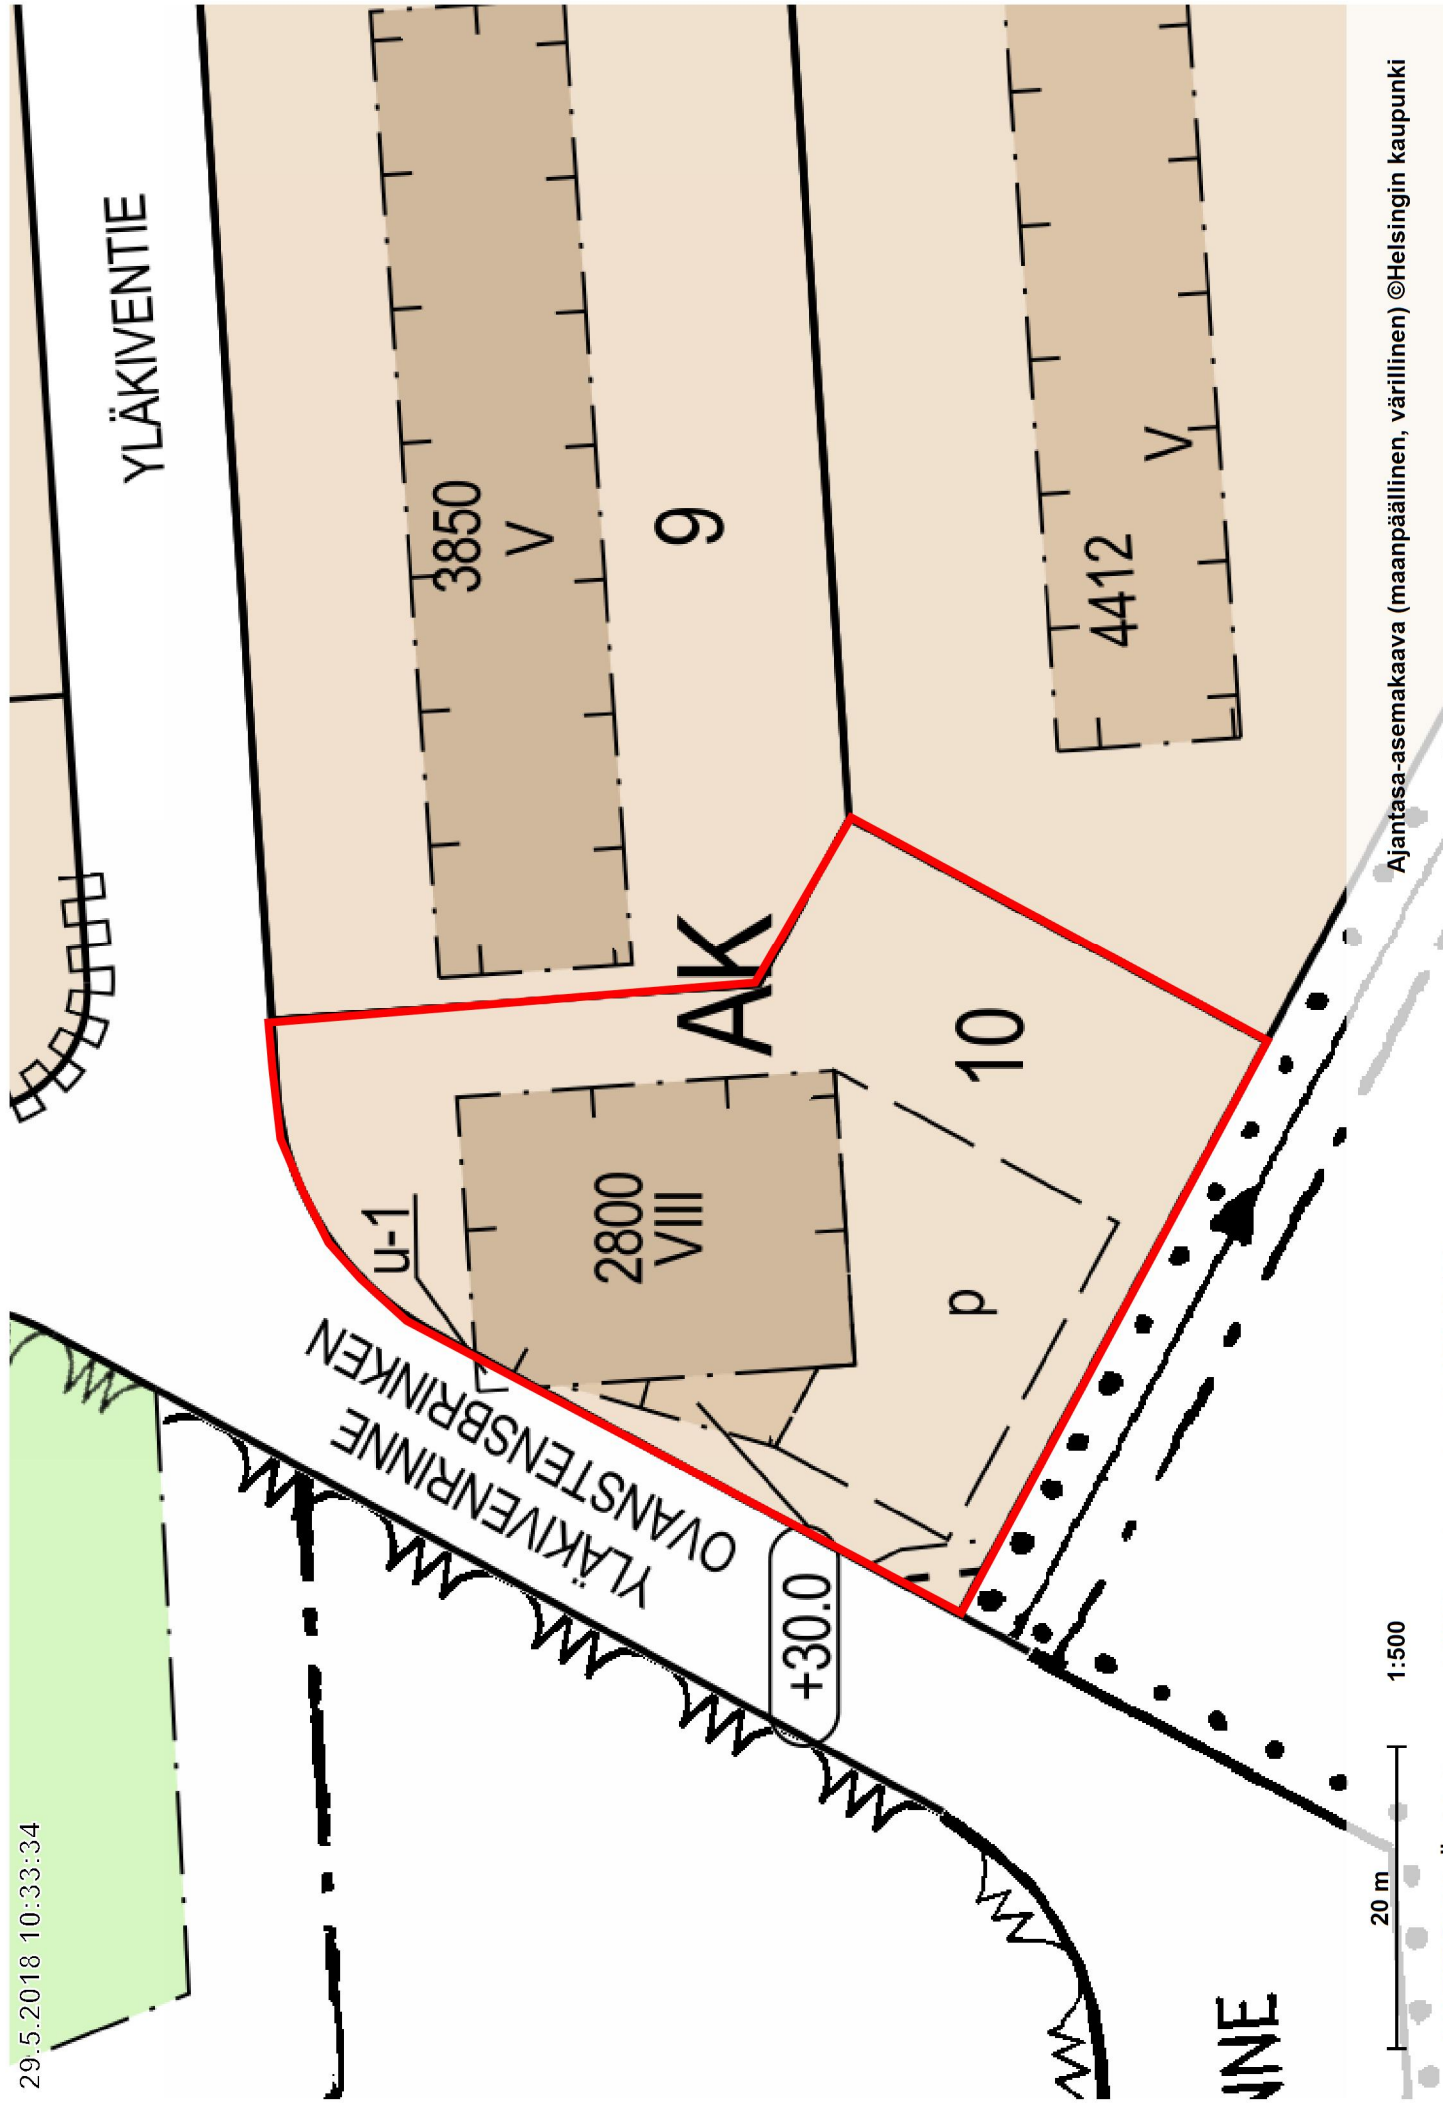 29.5.2018 10:33:34
YLÄKIVENTIE
3850
V
9
4412
V
AK
10
2800
VIII
u-1
p
YLÄKIVENRINNE
OVANSTENSBRINKEN
+30.0
NNE
20 m
1:500
Ajantasa-asemakaava (maanpäällinen, värillinen) ©Helsingin kaupunki